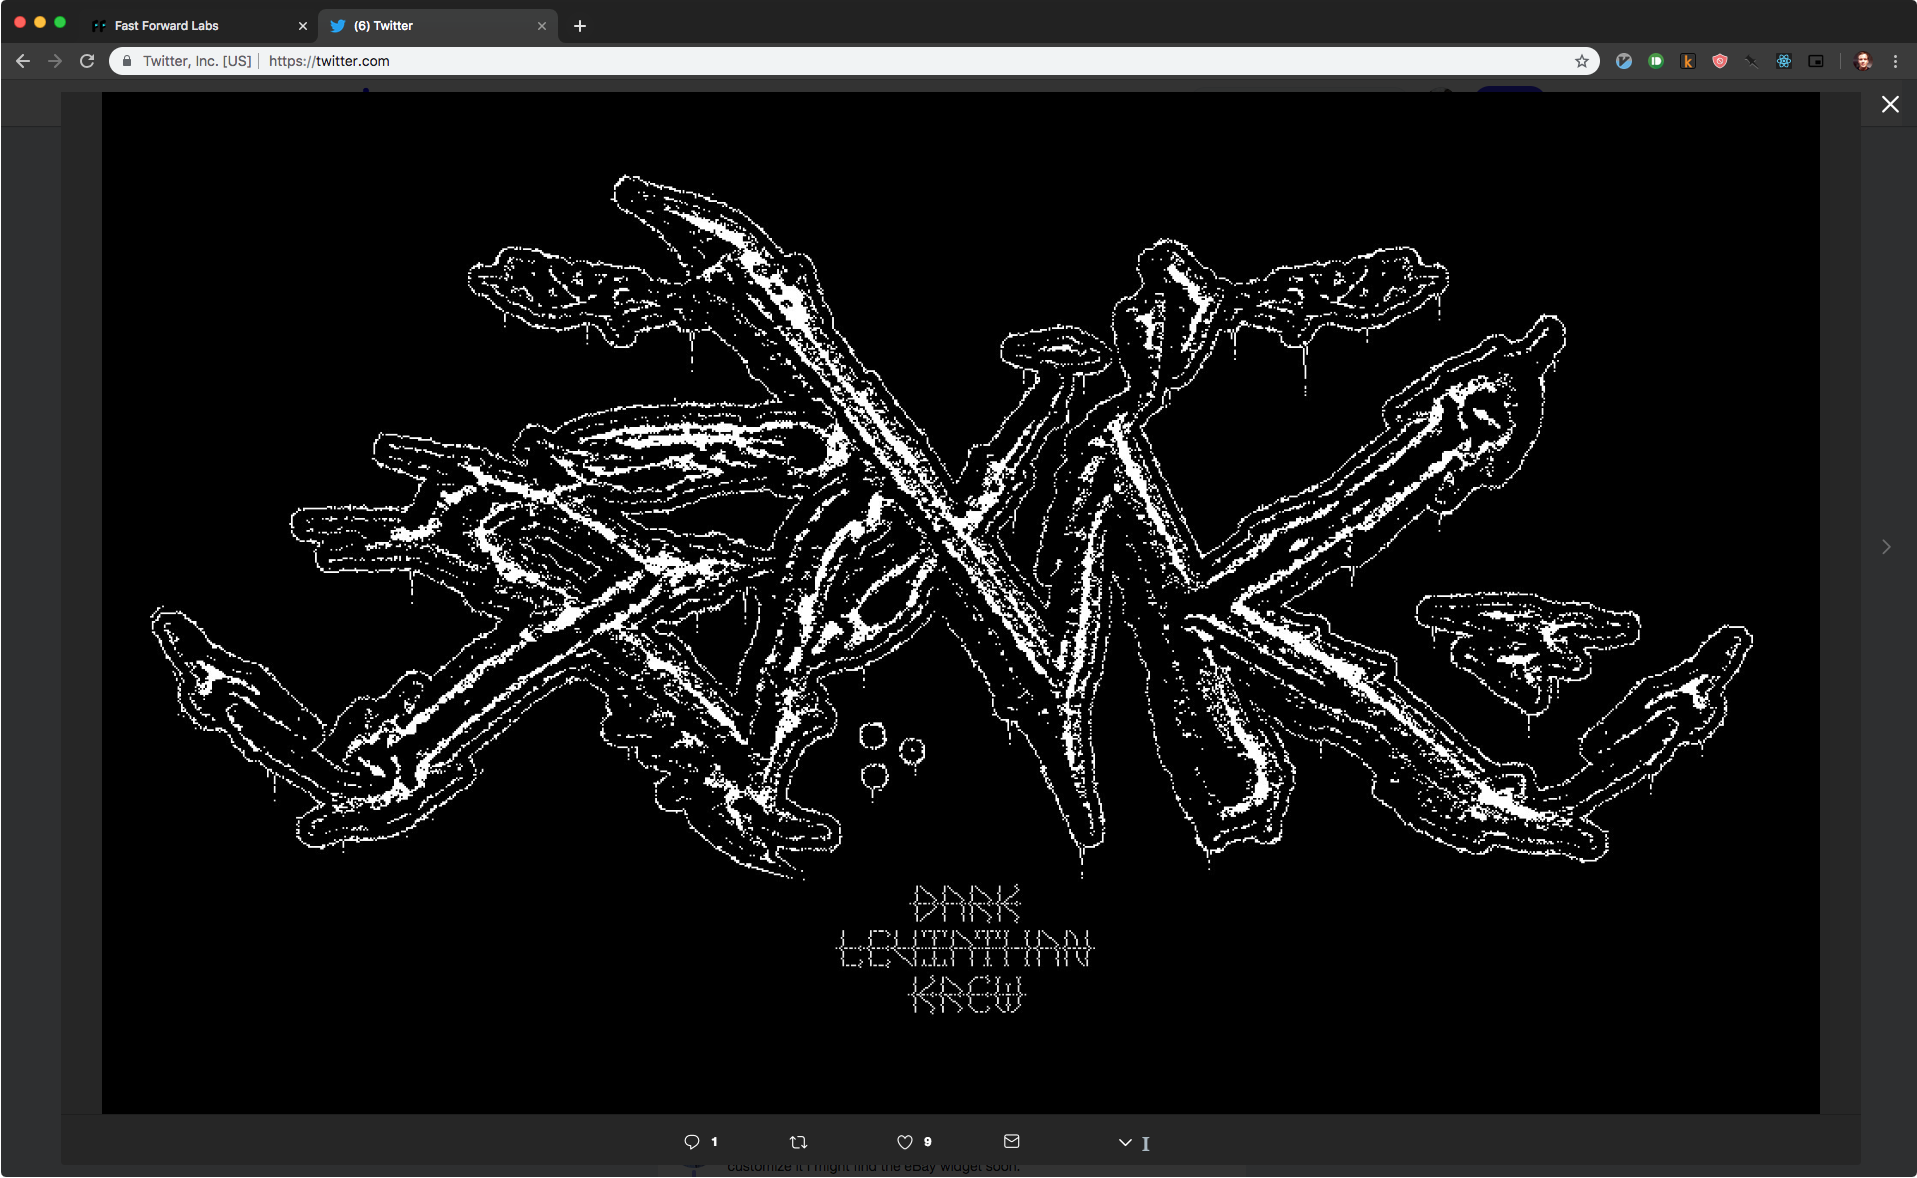 Fast Forward Labs
(6) Twitter
Twitter, Inc. [US] https://twitter.com
DARK
LEVIATHAN
KREW
1
9
customize it I might find the eBay widget soon.